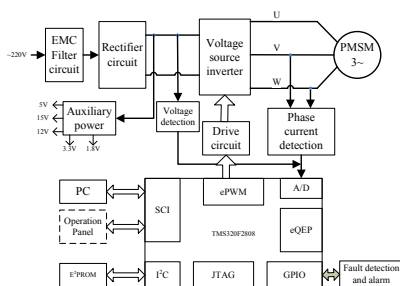 EMC
Filter
circuit
Rectifier
circuit
Voltage
source
inverter
U
V
W
PMSM
3~
~220V
5V
15V
12V
Auxiliary
power
3.3V
1.8V
Voltage
detection
Drive
circuit
Phase
current
detection
PC
Operation
Panel
SCI
ePWM
A/D
TMS320F2808
eQEP
E²PROM
I²C
JTAG
GPIO
Fault detection
and alarm